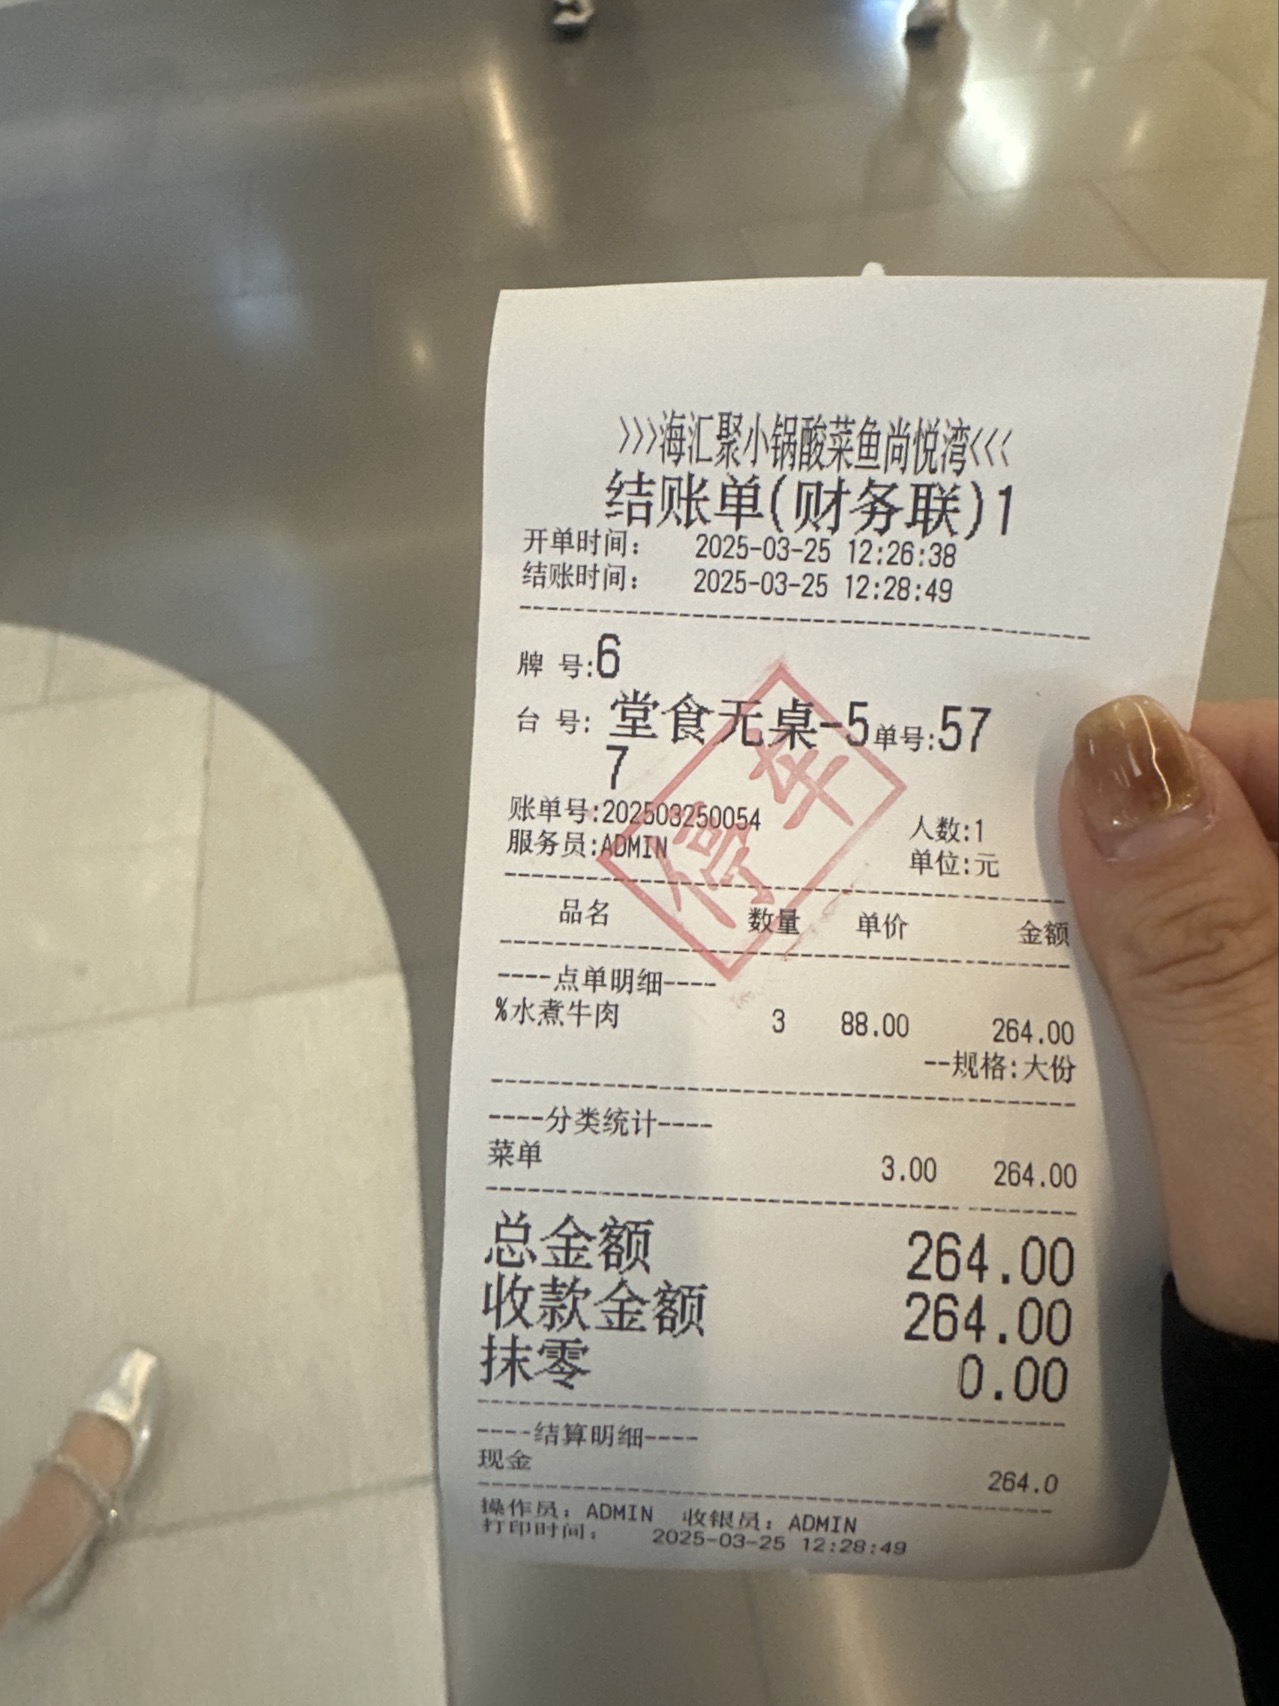 >>>海汇聚小锅酸菜鱼尚悦湾<<<
结账单(财务联)1
开单时间: 2025-03-25 12:26:38
结账时间: 2025-03-25 12:28:49
牌 号:6
台 号: 堂食无桌-5 单号:57
7
账单号:202503250054 人数:1
服务员:ADMIN 单位:元
停车
品名 数量 单价 金额
----点单明细----
%水煮牛肉 3 88.00 264.00
--规格:大份
----分类统计----
菜单 3.00 264.00
总金额 264.00
收款金额 264.00
抹零 0.00
----结算明细----
现金 264.0
操作员: ADMIN 收银员: ADMIN
打印时间: 2025-03-25 12:28:49